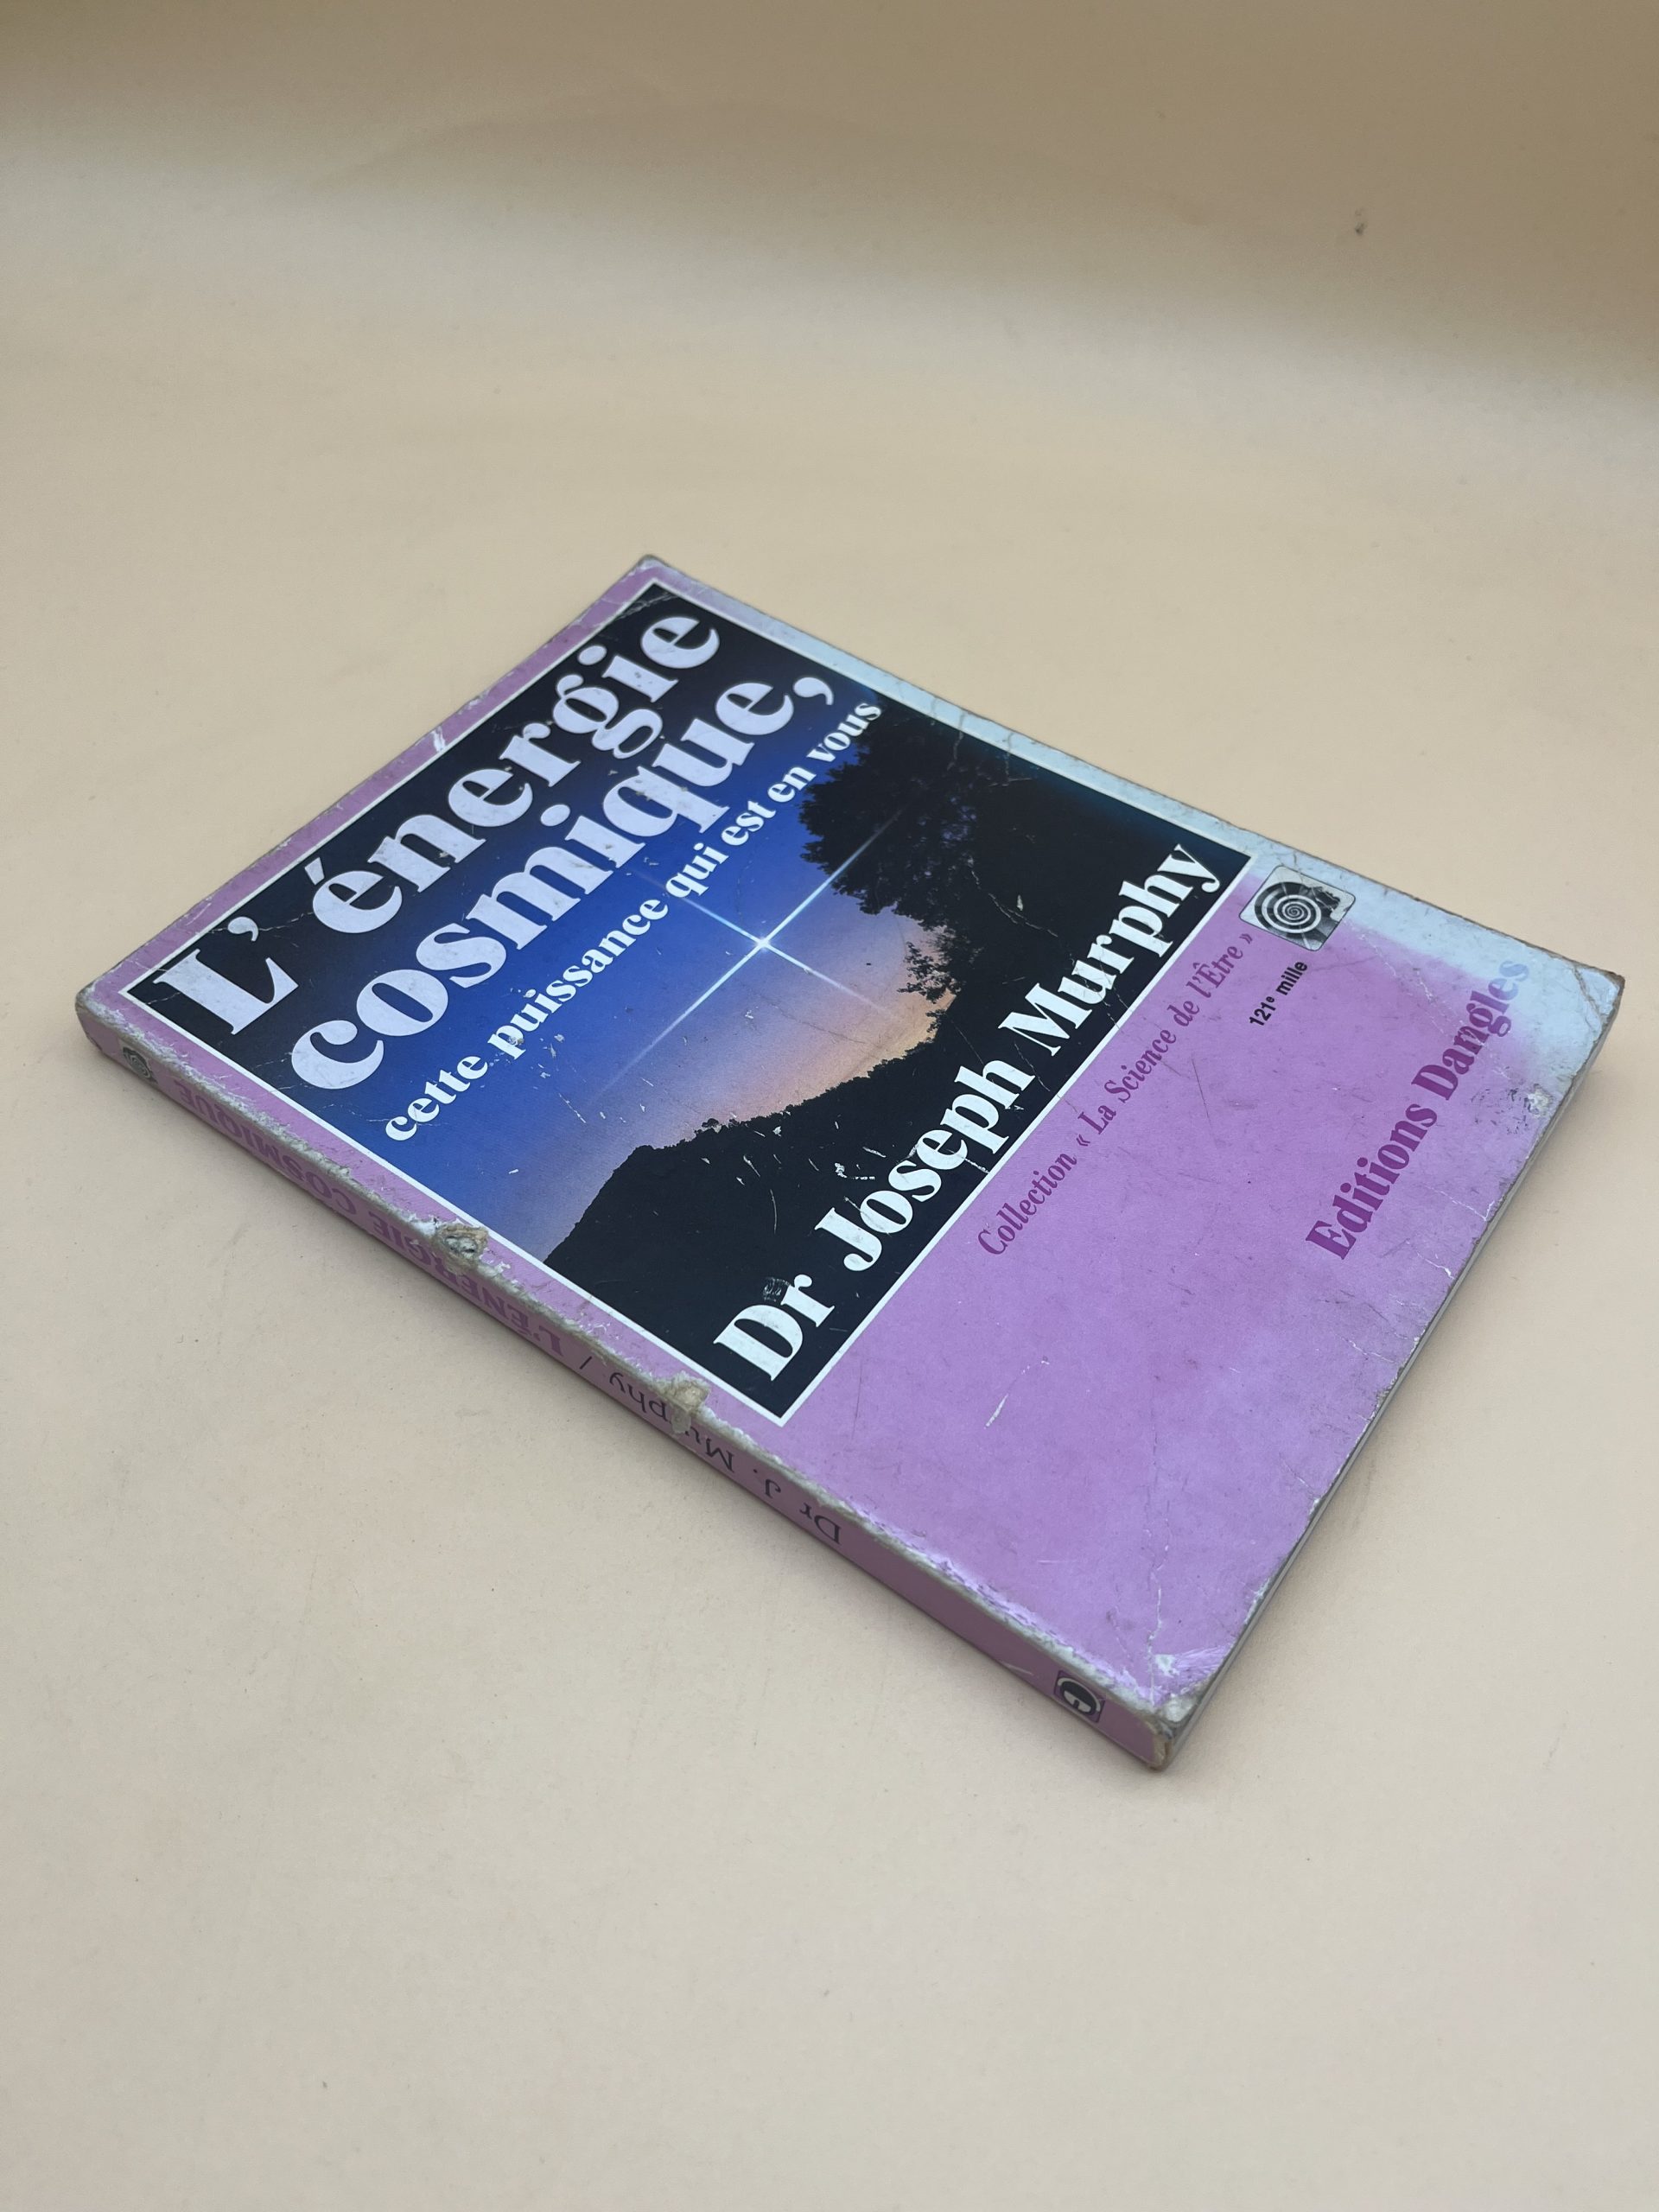 L'énergie
cosmique,
cette puissance qui est en vous
Dr Joseph Murphy
Collection « La Science de l'Être »
121e mille
Editions Dangles
Dr J. Murphy / L'ÉNERGIE COSMIQUE